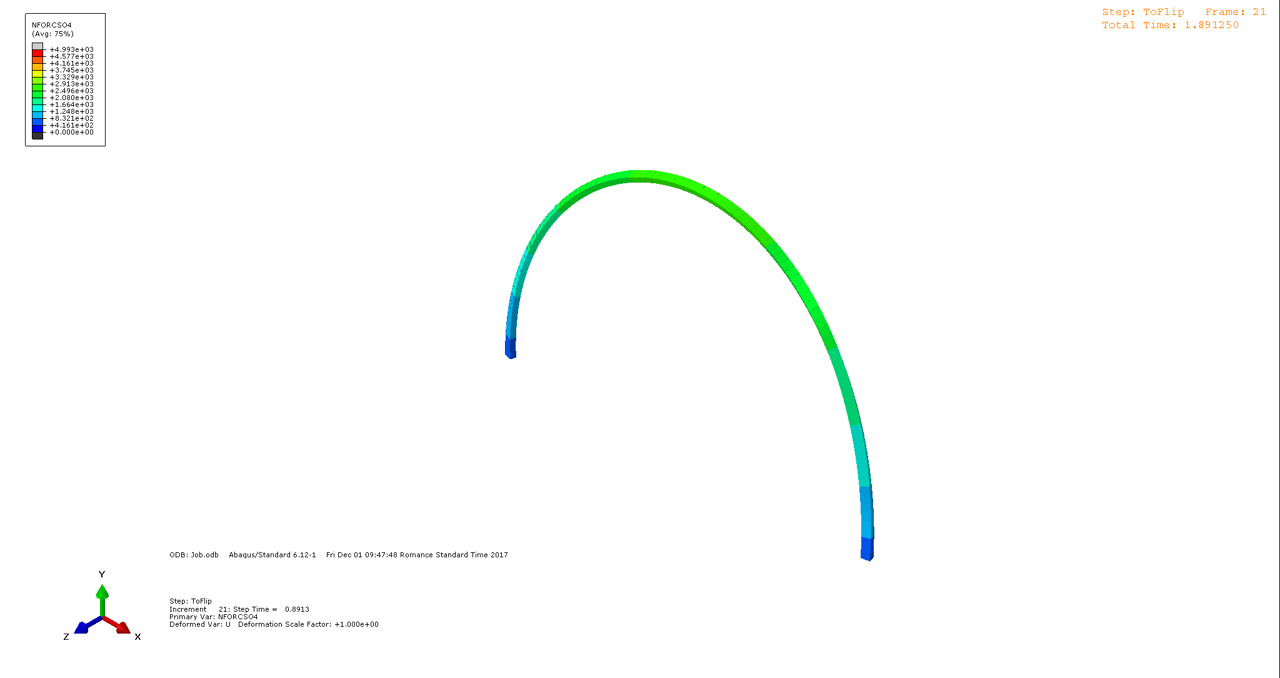 NFORCSO4
(Avg: 75%)
+4.993e+03
+4.577e+03
+4.161e+03
+3.745e+03
+3.329e+03
+2.913e+03
+2.496e+03
+2.080e+03
+1.664e+03
+1.248e+03
+8.321e+02
+4.161e+02
+0.000e+00
Step: ToFlip Frame: 21
Total Time: 1.891250
ODB: Job.odb Abaqus/Standard 6.12-1 Fri Dec 01 09:47:48 Romance Standard Time 2017
Y
Z
X
Step: ToFlip
Increment 21: Step Time = 0.8913
Primary Var: NFORCSO4
Deformed Var: U Deformation Scale Factor: +1.000e+00